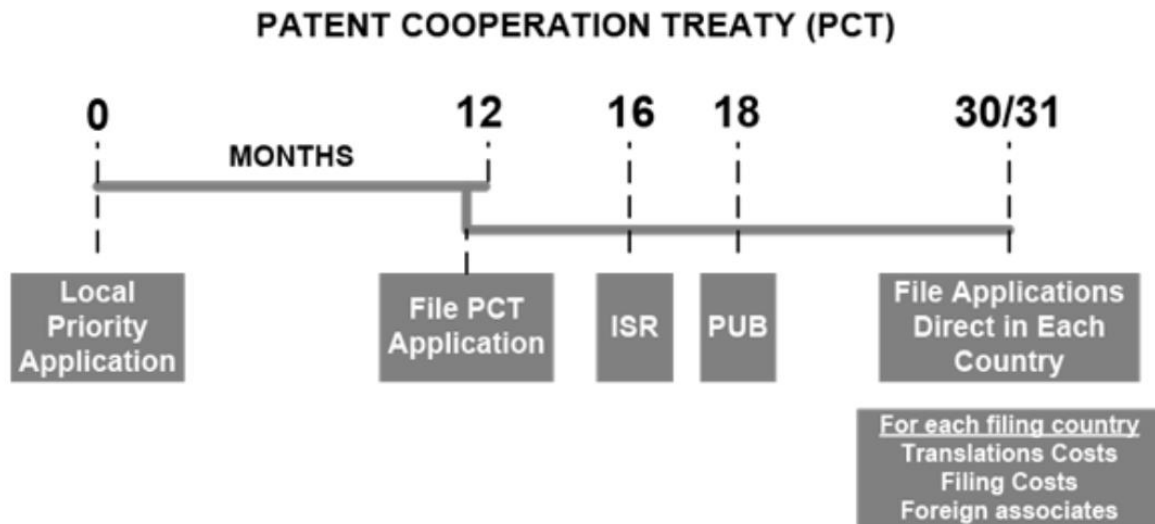 PATENT COOPERATION TREATY (PCT)
0 12 16 18 30/31
MONTHS
Local
Priority
Application
File PCT
Application
ISR
PUB
File Applications
Direct in Each
Country
For each filing country
Translations Costs
Filing Costs
Foreign associates